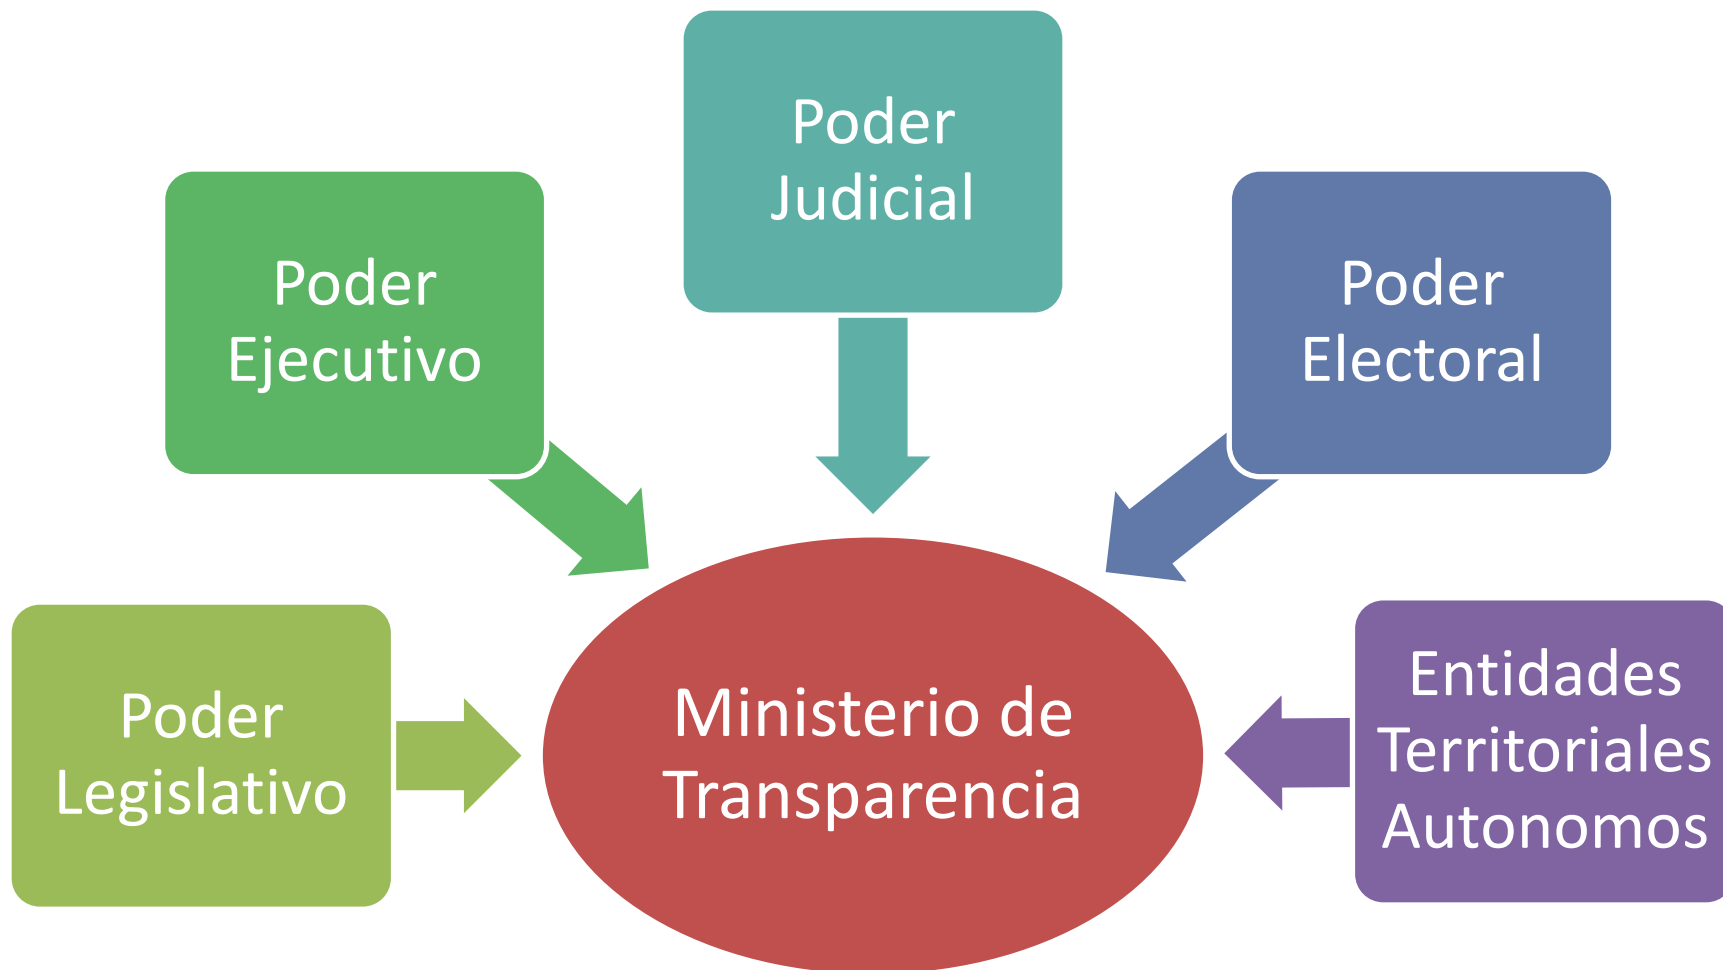 Poder
Judicial
Poder
Ejecutivo
Poder
Electoral
Poder
Legislativo
Ministerio de
Transparencia
Entidades
Territoriales
Autonomos